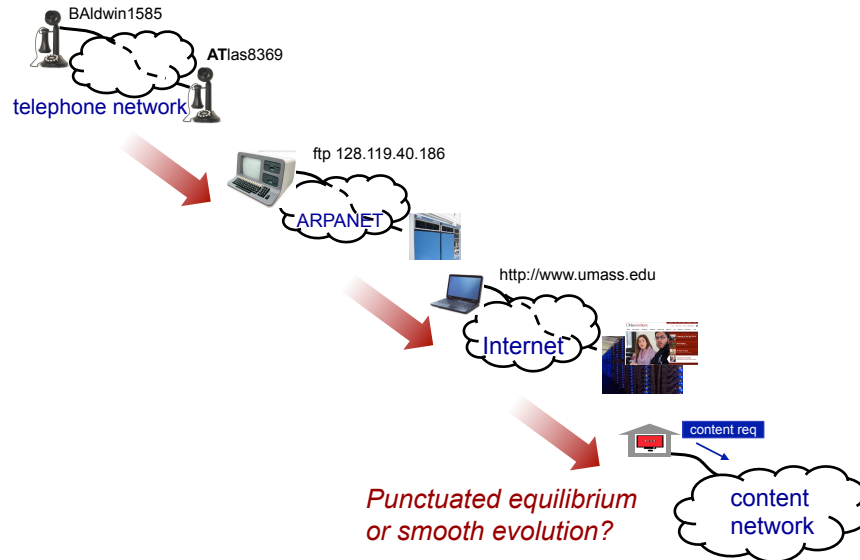 BAldwin1585
ATlas8369
telephone network
ftp 128.119.40.186
ARPANET
http://www.umass.edu
Internet
content req
Punctuated equilibrium
or smooth evolution?
content
network